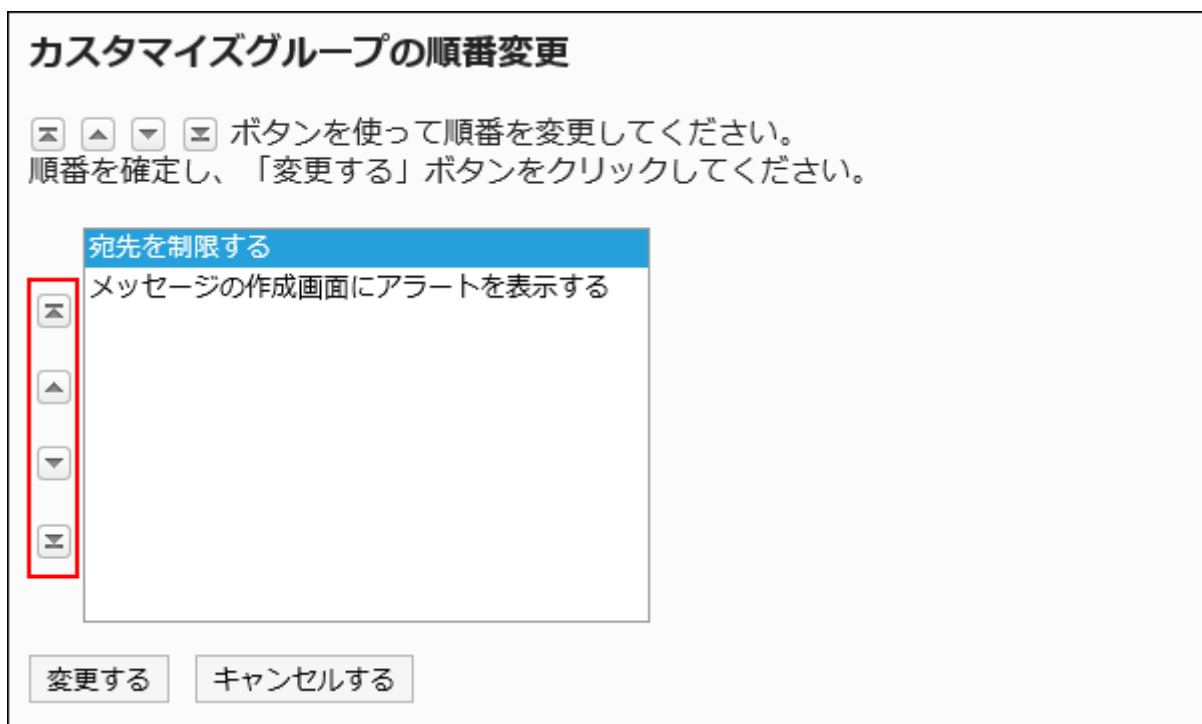 カスタマイズグループの順番変更
ボタンを使って順番を変更してください。
順番を確定し、「変更する」ボタンをクリックしてください。
宛先を制限する
メッセージの作成画面にアラートを表示する
変更する キャンセルする